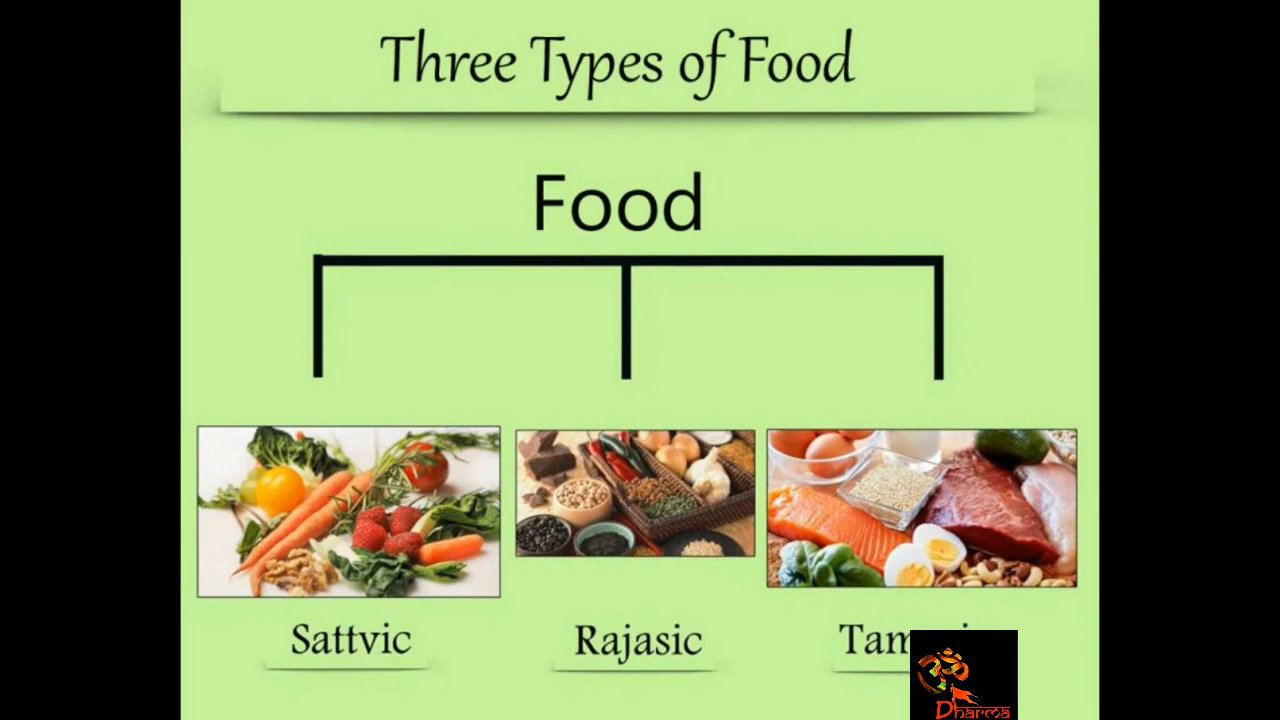 Three Types of Food
Food
Sattvic
Rajasic
Dharma